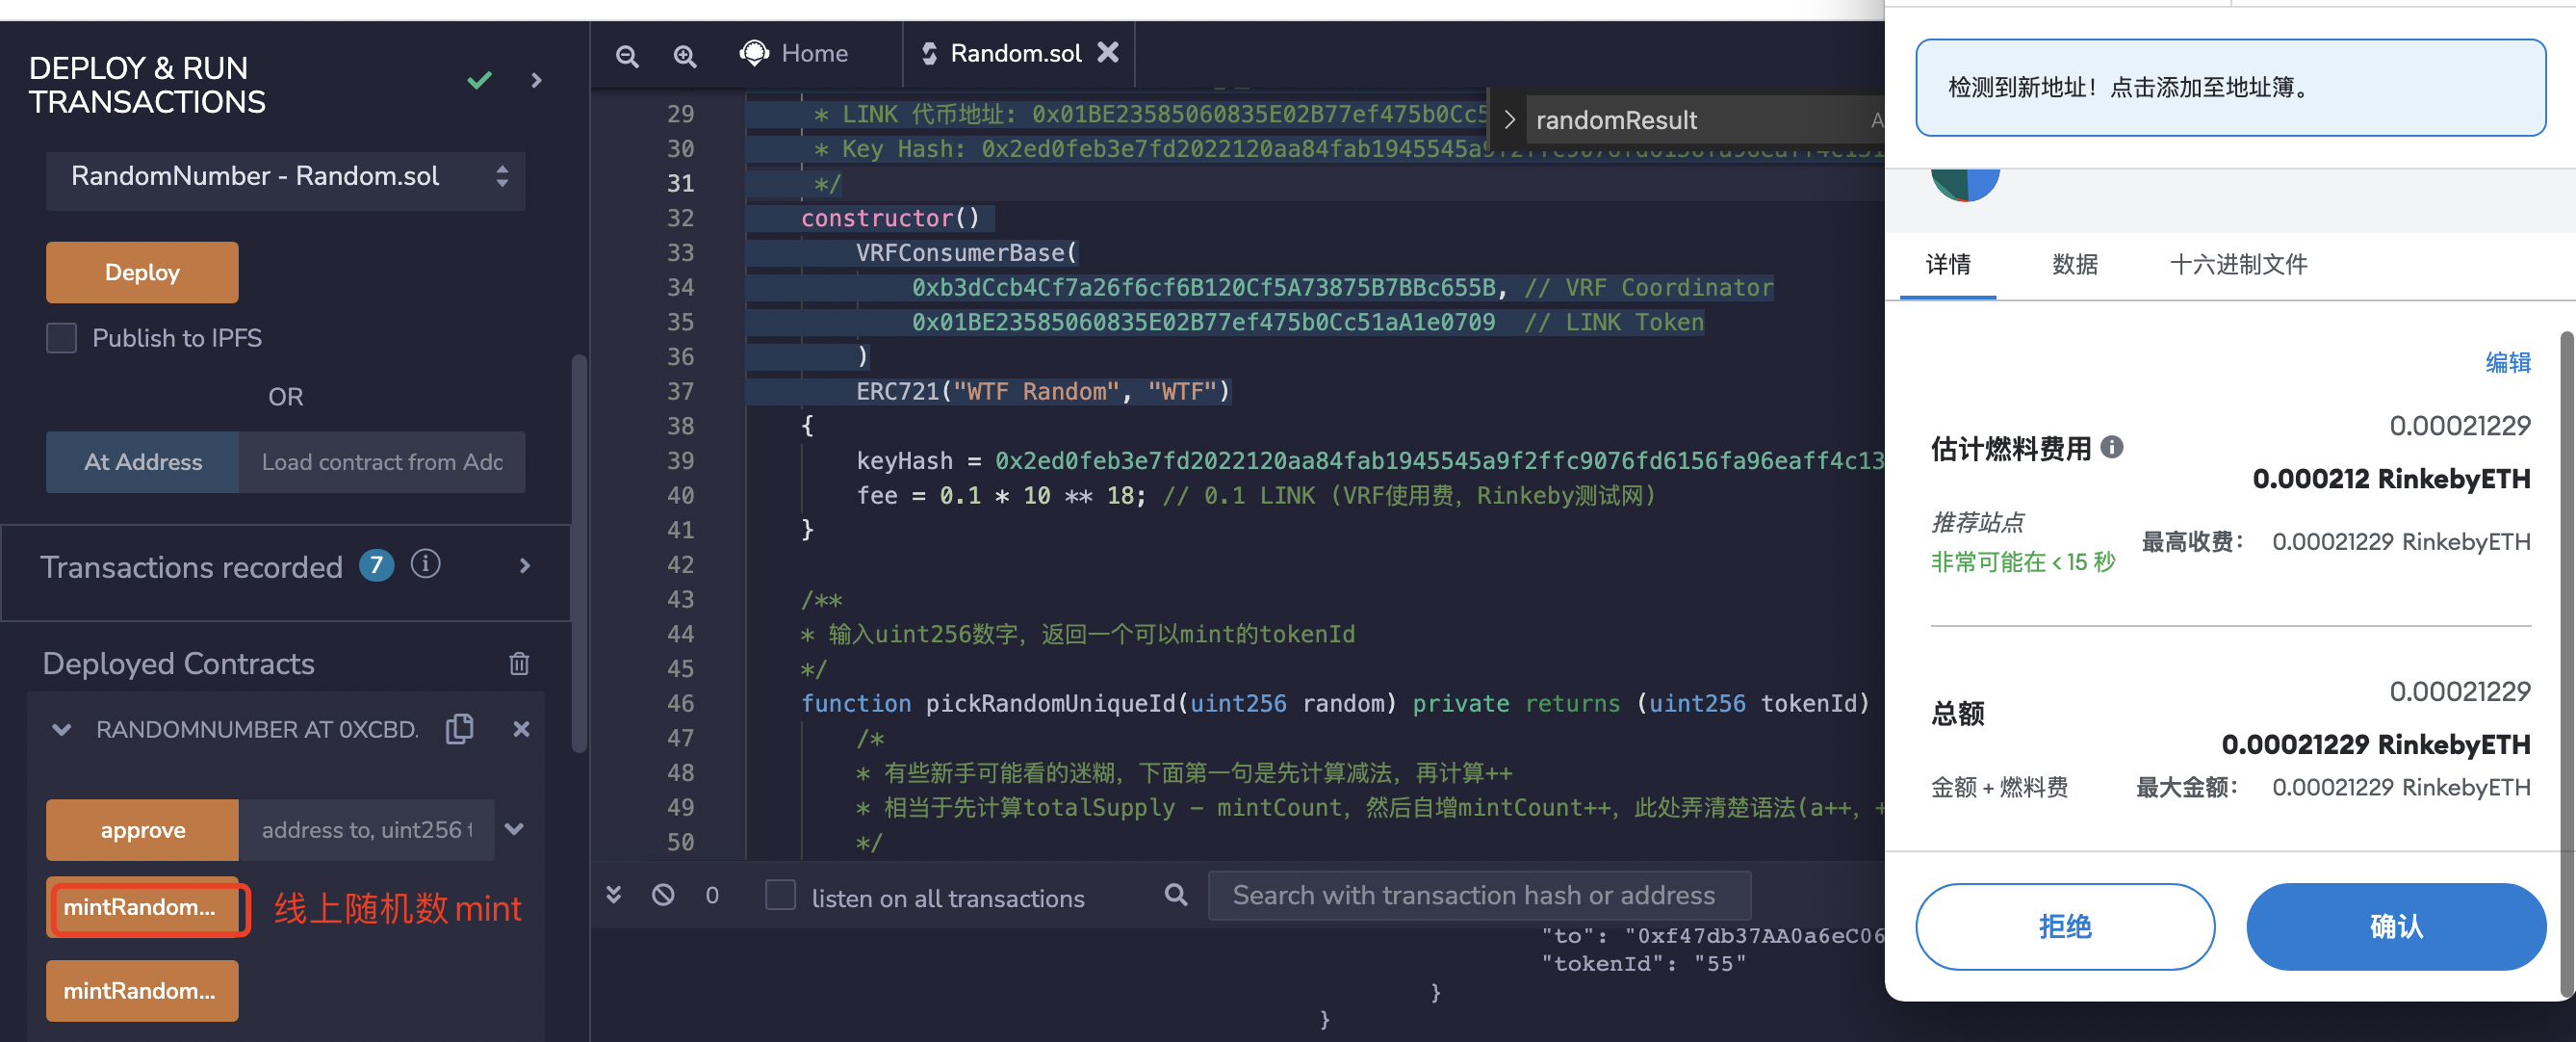 DEPLOY & RUN
TRANSACTIONS
RandomNumber - Random.sol
Deploy
Publish to IPFS
OR
At Address
Load contract from Adc
Transactions recorded 7
Deployed Contracts
RANDOMNUMBER AT 0XCBD.
approve
address to, uint256 t
mintRandom...
线上随机数mint
mintRandom...
Home
Random.sol
randomResult
29 * LINK 代币地址: 0x01BE23585060835E02B77ef475b0Cc5
30 * Key Hash: 0x2ed0feb3e7fd2022120aa84fab1945545a9f2ffc9076fd6156fa96eaff4c131
31 */
32 constructor()
33 VRFConsumerBase(
34 0xb3dCcb4Cf7a26f6cf6B120Cf5A73875B7BBc655B, // VRF Coordinator
35 0x01BE23585060835E02B77ef475b0Cc51aA1e0709 // LINK Token
36 )
37 ERC721("WTF Random", "WTF")
38 {
39 keyHash = 0x2ed0feb3e7fd2022120aa84fab1945545a9f2ffc9076fd6156fa96eaff4c13
40 fee = 0.1 * 10 ** 18; // 0.1 LINK (VRF使用费，Rinkeby测试网)
41 }
42
43 /**
44 * 输入uint256数字，返回一个可以mint的tokenId
45 */
46 function pickRandomUniqueId(uint256 random) private returns (uint256 tokenId)
47 /*
48 * 有些新手可能看的迷糊，下面第一句是先计算减法，再计算++
49 * 相当于先计算totalSupply - mintCount，然后自增mintCount++，此处弄清楚语法(a++，+
50 */
0
listen on all transactions
Search with transaction hash or address
"to": "0xf47db37AA0a6eC06
"tokenId": "55"
}
}
检测到新地址！点击添加至地址簿。
详情
数据
十六进制文件
编辑
0.00021229
估计燃料费用
0.000212 RinkebyETH
推荐站点
非常可能在 < 15 秒
最高收费： 0.00021229 RinkebyETH
0.00021229
总额
0.00021229 RinkebyETH
金额 + 燃料费
最大金额： 0.00021229 RinkebyETH
拒绝
确认